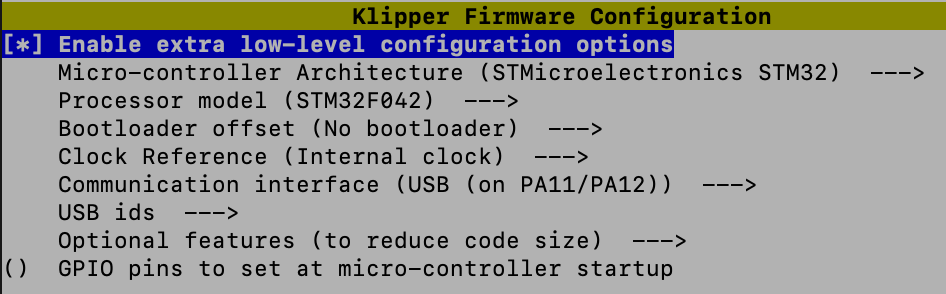 Klipper Firmware Configuration
[*] Enable extra low-level configuration options
Micro-controller Architecture (STMicroelectronics STM32)  --->
Processor model (STM32F042)  --->
Bootloader offset (No bootloader)  --->
Clock Reference (Internal clock)  --->
Communication interface (USB (on PA11/PA12))  --->
USB ids  --->
Optional features (to reduce code size)  --->
()  GPIO pins to set at micro-controller startup